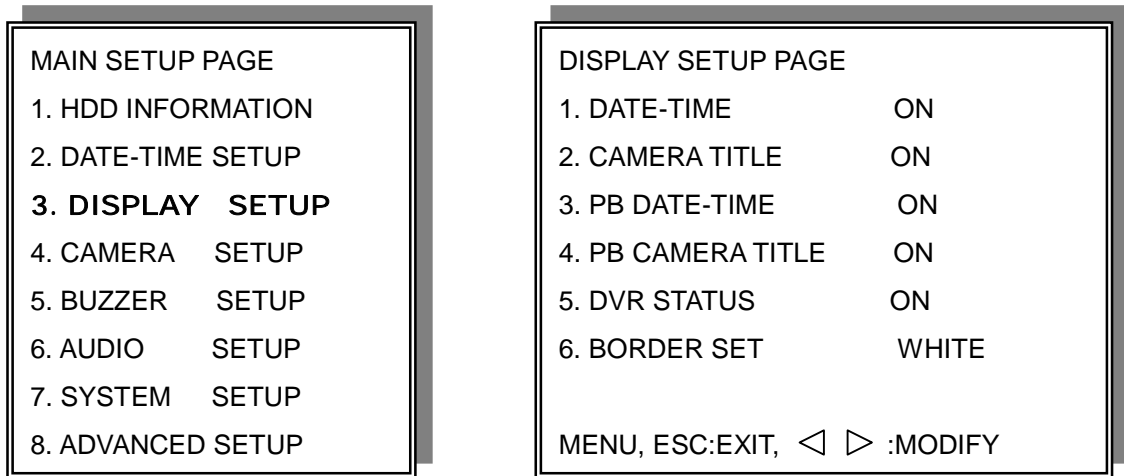 MAIN SETUP PAGE
1. HDD INFORMATION
2. DATE-TIME SETUP
3. DISPLAY SETUP
4. CAMERA SETUP
5. BUZZER SETUP
6. AUDIO SETUP
7. SYSTEM SETUP
8. ADVANCED SETUP
DISPLAY SETUP PAGE
1. DATE-TIME ON
2. CAMERA TITLE ON
3. PB DATE-TIME ON
4. PB CAMERA TITLE ON
5. DVR STATUS ON
6. BORDER SET WHITE
MENU, ESC:EXIT, ◁ ▷ :MODIFY